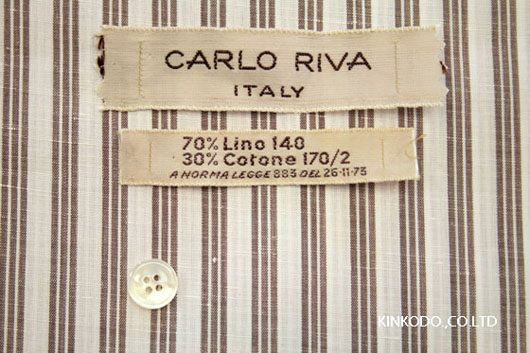 CARLO RIVA
ITALY
70% Lino 140
30% Cotone 170/2
A NORMA LEGGE 883 DEL 26·11·73
KINKODO.,CO.LTD